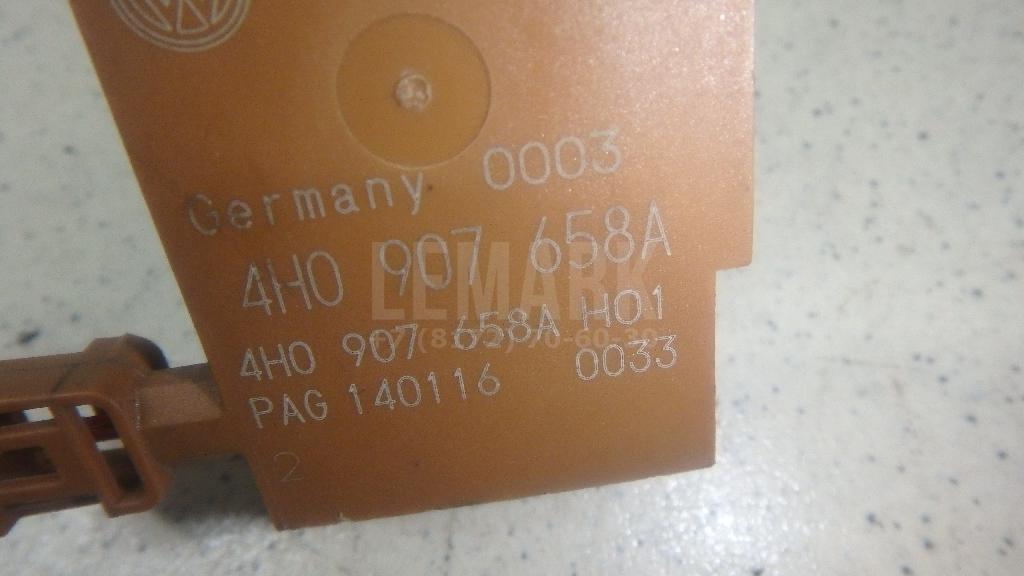 Germany 0003
4H0 907 658A
LEMARK
4H0 907 658A H01
PAG 140116 0033
2